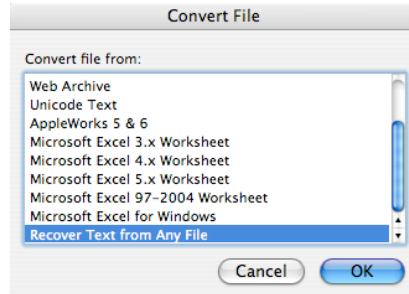 Convert File
Convert file from:
Web Archive
Unicode Text
AppleWorks 5 & 6
Microsoft Excel 3.x Worksheet
Microsoft Excel 4.x Worksheet
Microsoft Excel 5.x Worksheet
Microsoft Excel 97-2004 Worksheet
Microsoft Excel for Windows
Recover Text from Any File
Cancel OK